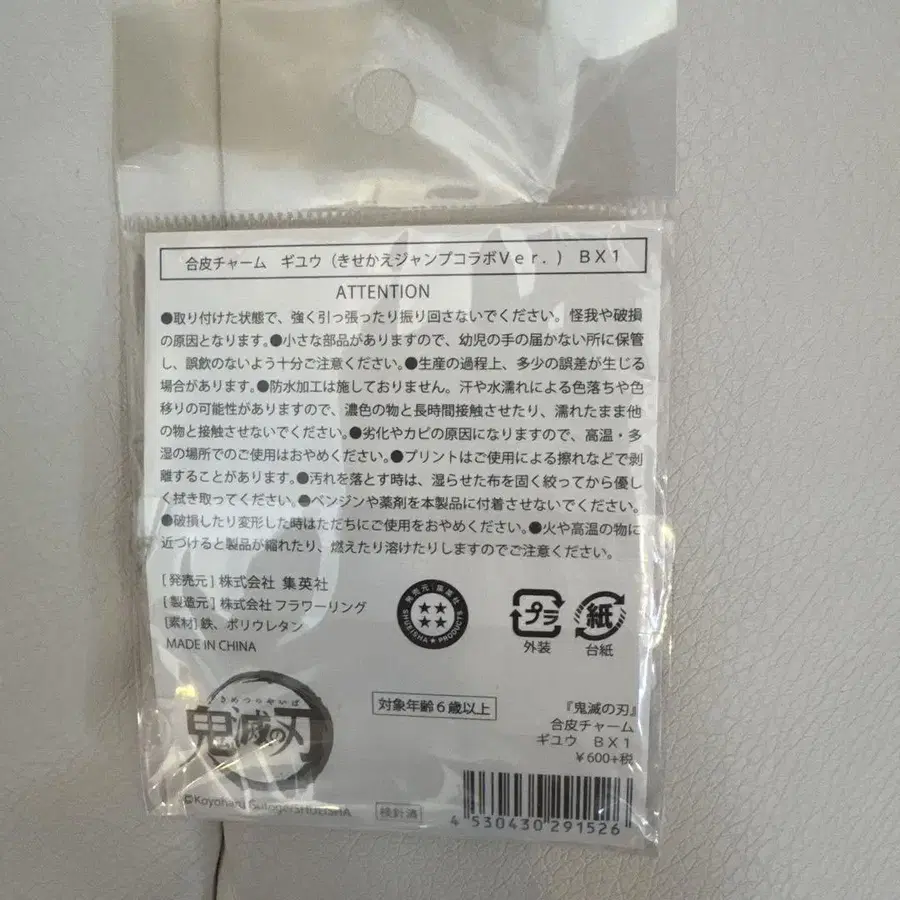 合皮チャーム　ギユウ（きせかえジャンプコラボＶｅｒ．）　ＢＸ１
ATTENTION
●取り付けた状態で、強く引っ張ったり振り回さないでください。怪我や破損
の原因となります。●小さな部品がありますので、幼児の手の届かない所に保管
し、誤飲のないよう十分ご注意ください。●生産の過程上、多少の誤差が生じる
場合があります。●防水加工は施しておりません。汗や水濡れによる色落ちや色
移りの可能性がありますので、濃色の物と長時間接触させたり、濡れたまま他
の物と接触させないでください。●劣化やカビの原因になりますので、高温・多
湿の場所でのご使用はおやめください。●プリントはご使用による擦れなどで剥
離することがあります。●汚れを落とす時は、湿らせた布を固く絞ってから優し
く拭き取ってください。●ベンジンや薬剤を本製品に付着させないでください。
●破損したり変形した時はただちにご使用をおやめください。●火や高温の物に
近づけると製品が縮れたり、燃えたり溶けたりしますのでご注意ください。
[発売元] 株式会社 集英社
[製造元] 株式会社 フラワーリング
[素材] 鉄、ポリウレタン
MADE IN CHINA
発売元 集英社
SHUEISHA★PRODUCTS
プラ
外装
紙
台紙
きめつのやいば
鬼滅の刃
対象年齢６歳以上
『鬼滅の刃』
合皮チャーム
ギユウ　ＢＸ１
￥600+税
©Koyoharu Gotoge/SHUEISHA
検針済
4 530430 291526